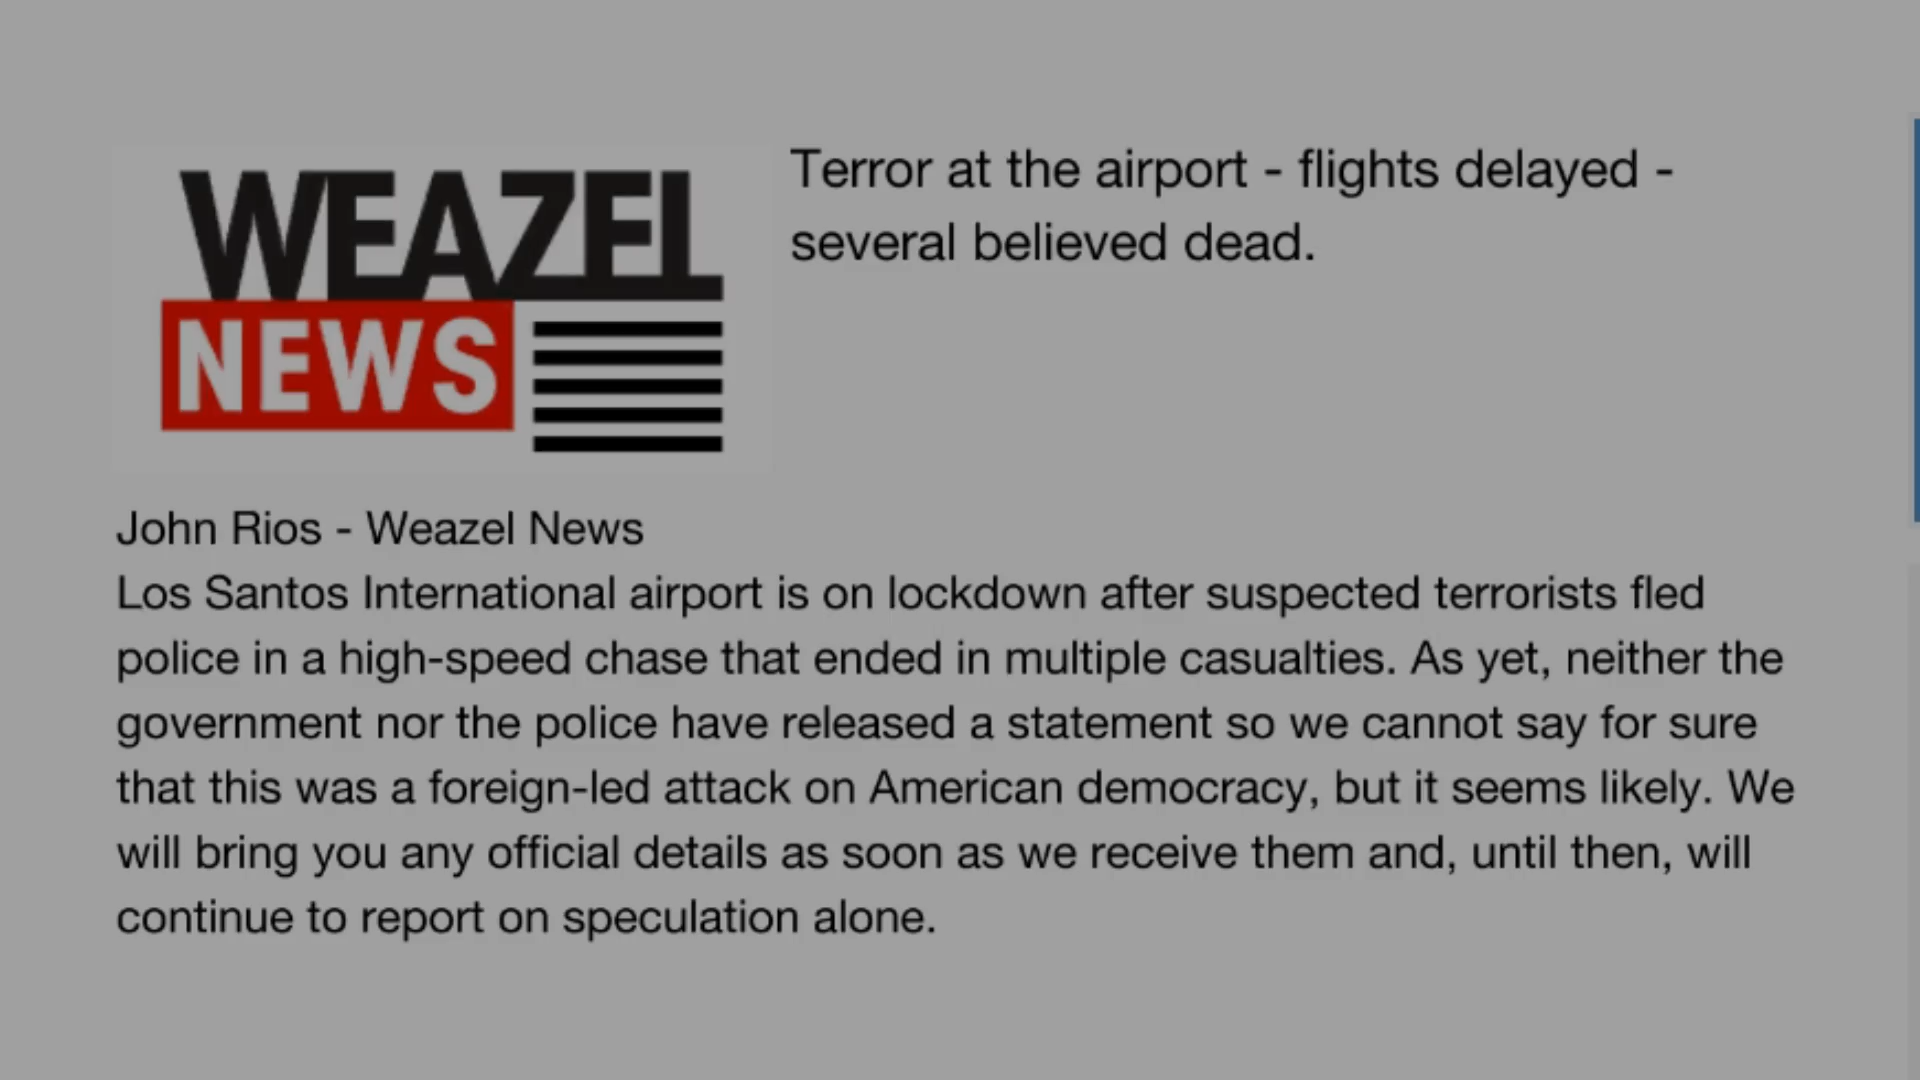 WEAZEL
NEWS
Terror at the airport - flights delayed -
several believed dead.
John Rios - Weazel News
Los Santos International airport is on lockdown after suspected terrorists fled
police in a high-speed chase that ended in multiple casualties. As yet, neither the
government nor the police have released a statement so we cannot say for sure
that this was a foreign-led attack on American democracy, but it seems likely. We
will bring you any official details as soon as we receive them and, until then, will
continue to report on speculation alone.